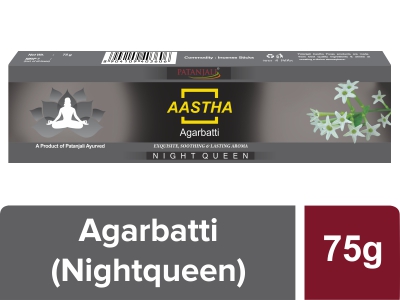 75g
Commodity : Incense Sticks
PATANJALI
AASTHA
Agarbatti
A Product of Patanjali Ayurved
EXQUISITE, SOOTHING & LASTING AROMA
NIGHT QUEEN
Agarbatti
(Nightqueen)
75g